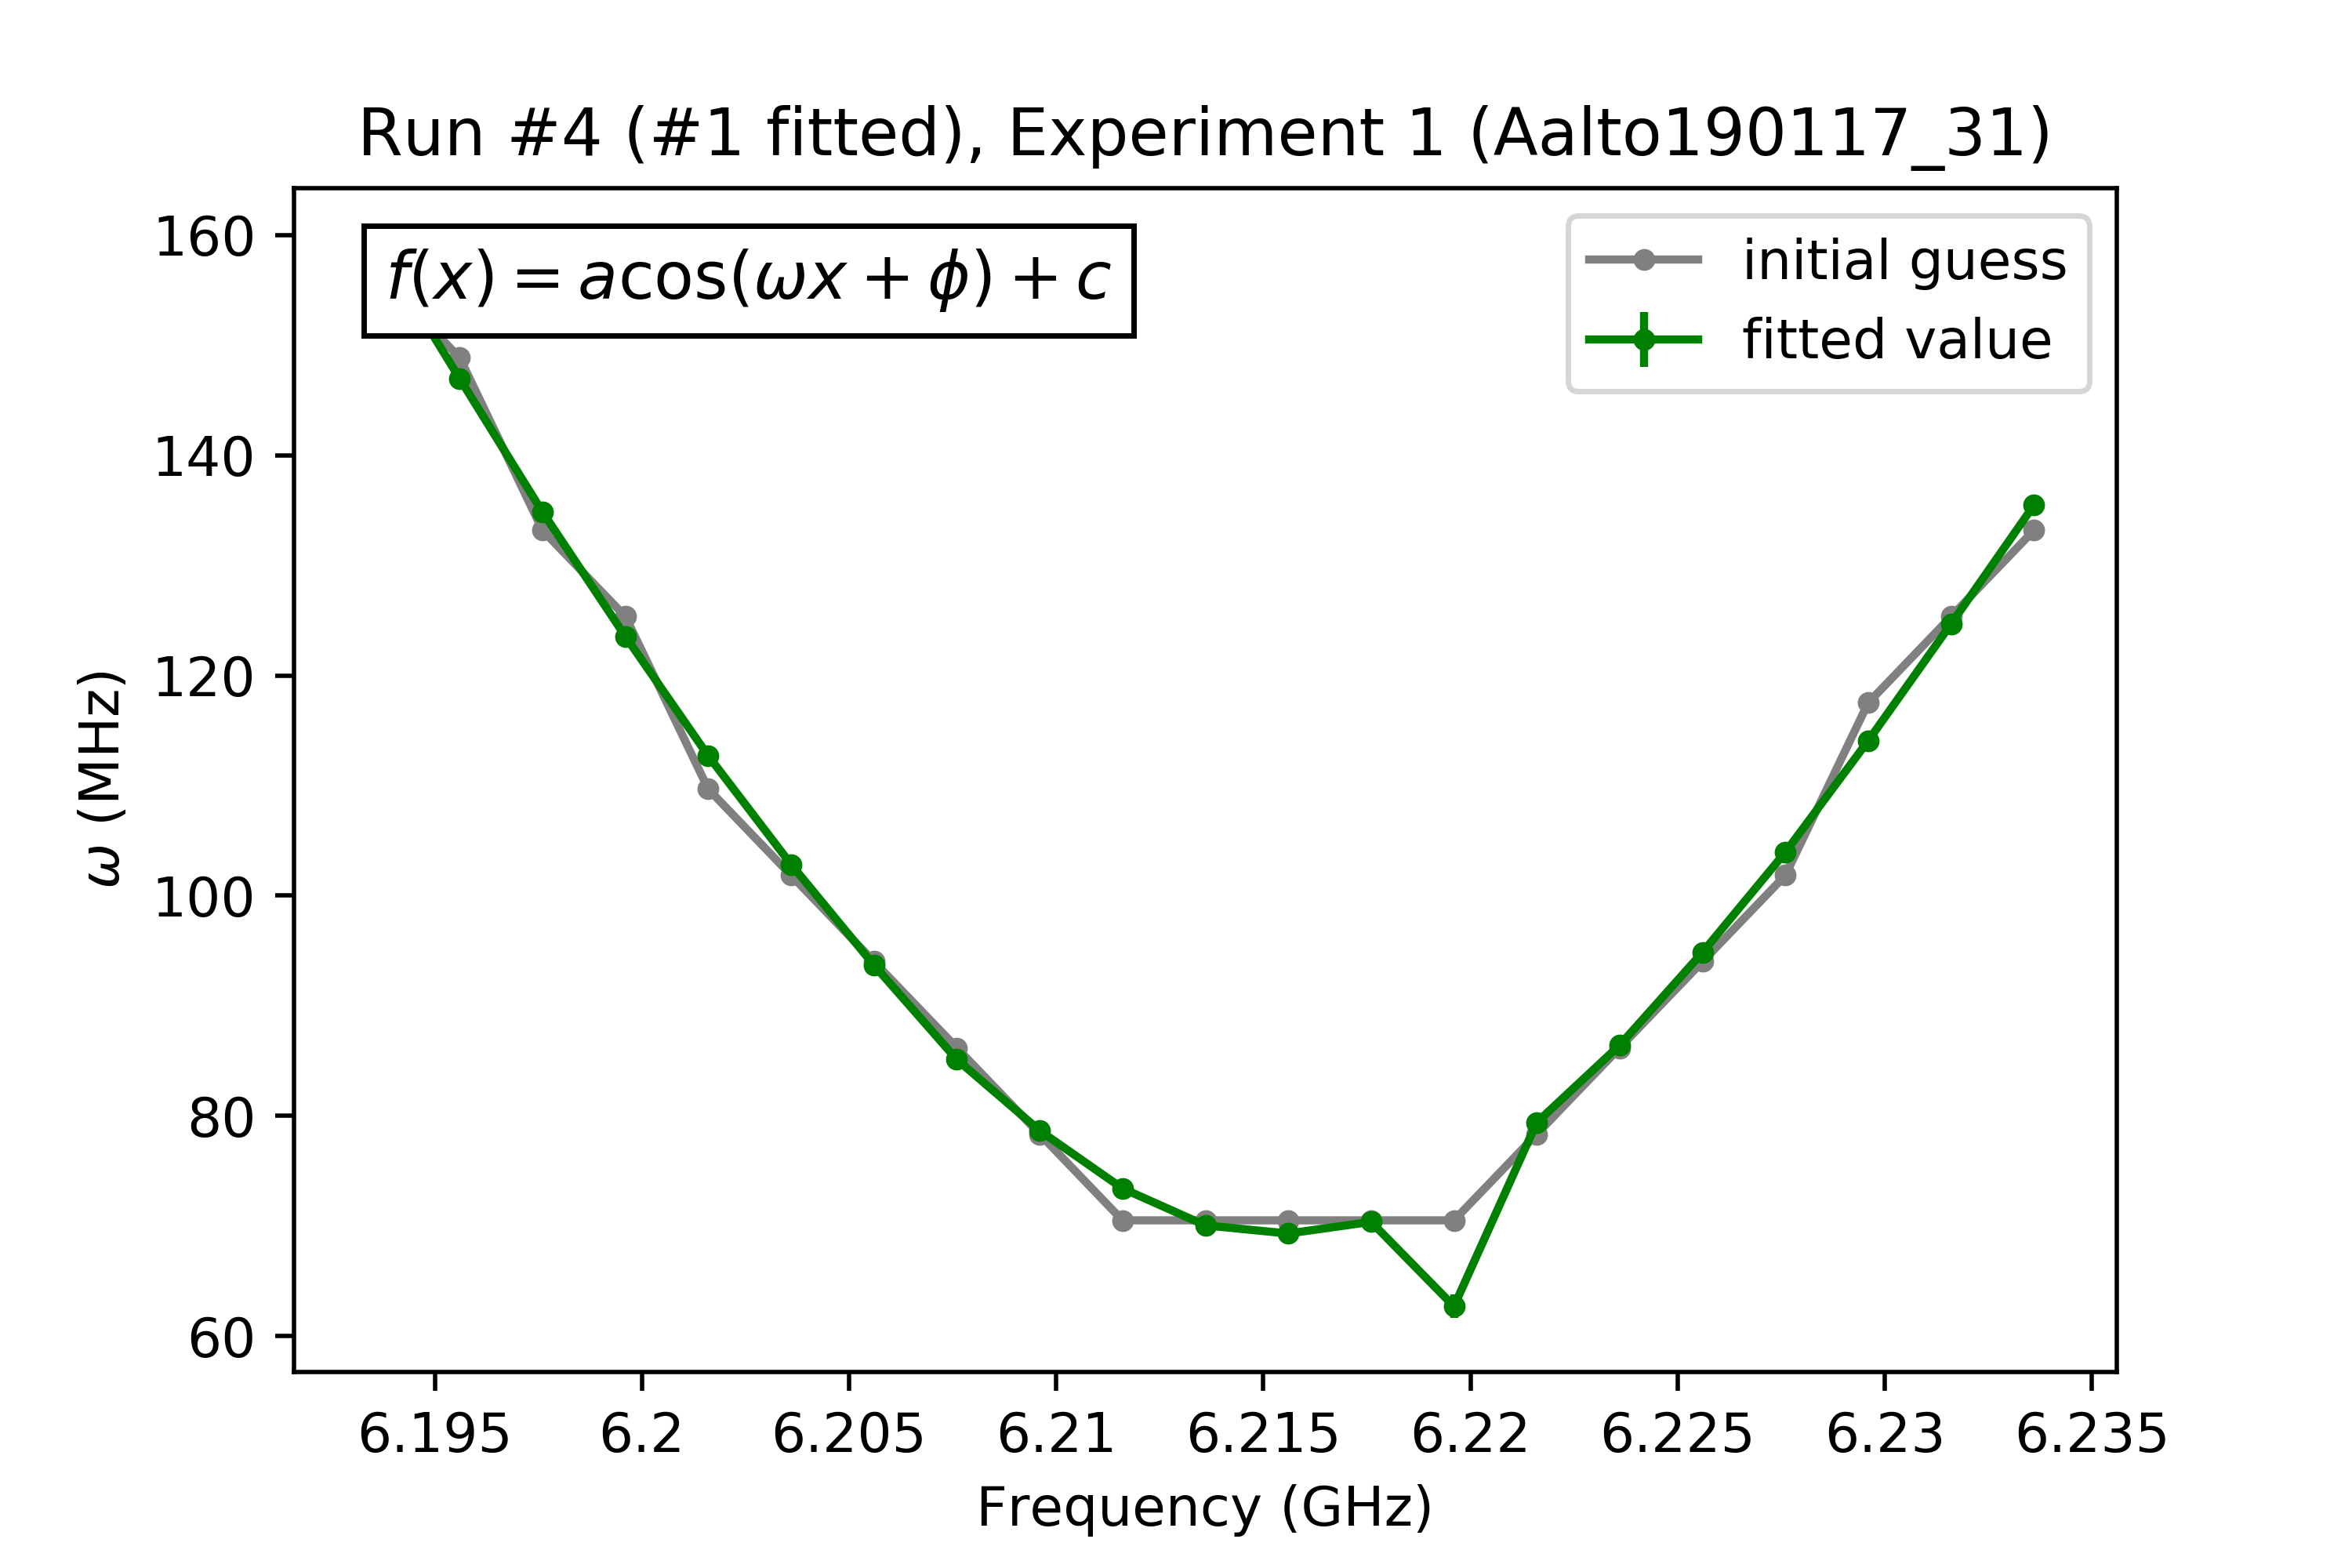 Run #4 (#1 fitted), Experiment 1 (Aalto190117_31)
f(x) = acos(ωx + ϕ) + c
initial guess
fitted value
160
140
120
100
80
60
ω (MHz)
6.195 6.2 6.205 6.21 6.215 6.22 6.225 6.23 6.235
Frequency (GHz)